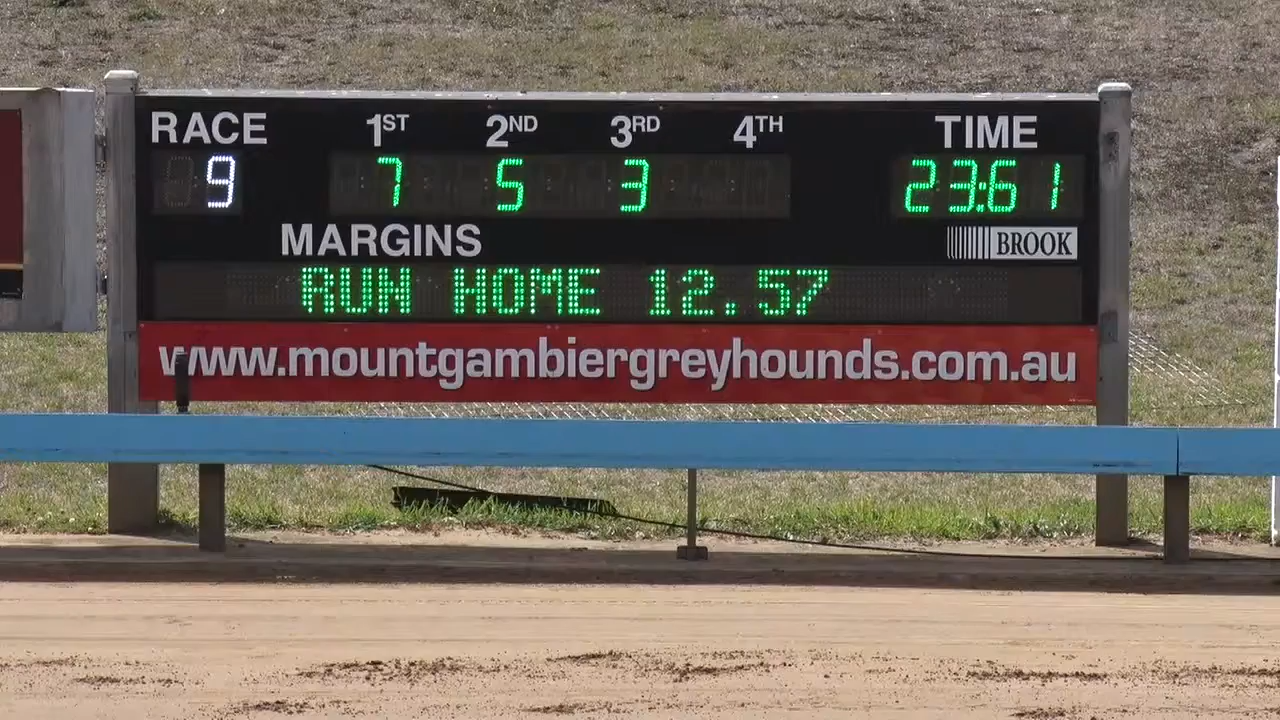 RACE 1ST 2ND 3RD 4TH TIME
9 7 5 3 23:61
MARGINS BROOK
RUN HOME 12.57
www.mountgambiergreyhounds.com.au